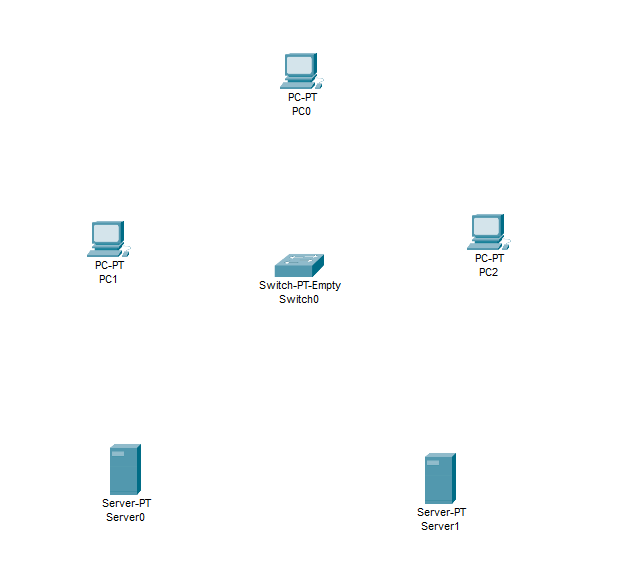 PC-PT
PC0
PC-PT
PC1
Switch-PT-Empty
Switch0
PC-PT
PC2
Server-PT
Server0
Server-PT
Server1